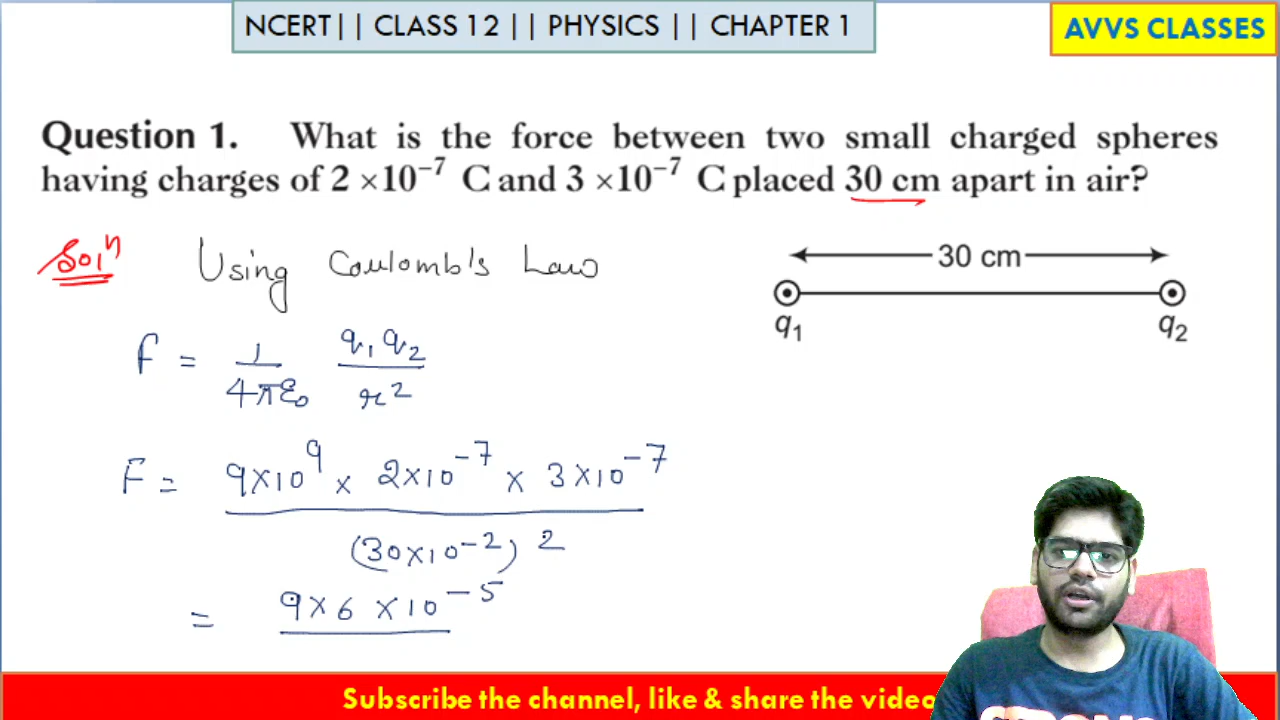 NCERT|| CLASS 12 || PHYSICS || CHAPTER 1
AVVS CLASSES
Question 1. What is the force between two small charged spheres
having charges of 2 ×10⁻⁷ C and 3 ×10⁻⁷ C placed 30 cm apart in air?
Solⁿ Using Coulomb's Law
30 cm
q₁ q₂
F = 1/4πε₀ q₁q₂/r²
F = 9×10⁹ × 2×10⁻⁷ × 3×10⁻⁷
(30×10⁻²)²
= 9×6×10⁻⁵
Subscribe the channel, like & share the video